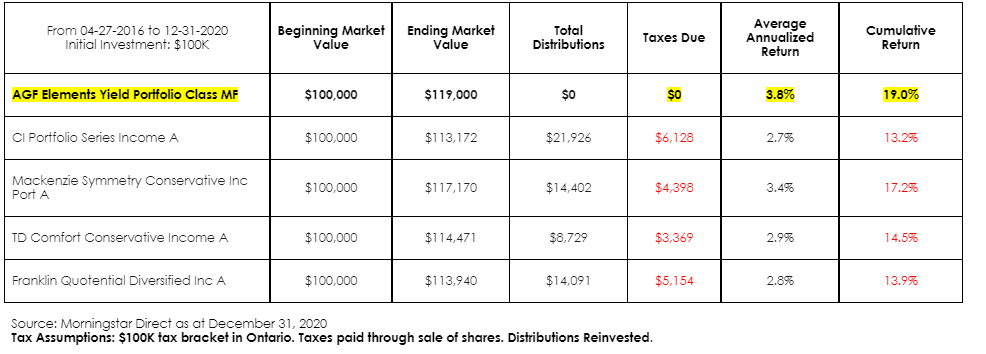 From 04-27-2016 to 12-31-2020
Initial Investment: $100K
Beginning Market
Value
Ending Market
Value
Total
Distributions
Taxes Due
Average
Annualized
Return
Cumulative
Return
AGF Elements Yield Portfolio Class MF $100,000 $119,000 $0 $0 3.8% 19.0%
CI Portfolio Series Income A $100,000 $113,172 $21,926 $6,128 2.7% 13.2%
Mackenzie Symmetry Conservative Inc
Port A
$100,000 $117,170 $14,402 $4,398 3.4% 17.2%
TD Comfort Conservative Income A $100,000 $114,471 $8,729 $3,369 2.9% 14.5%
Franklin Quotential Diversified Inc A $100,000 $113,940 $14,091 $5,154 2.8% 13.9%
Source: Morningstar Direct as at December 31, 2020
Tax Assumptions: $100K tax bracket in Ontario. Taxes paid through sale of shares. Distributions Reinvested.